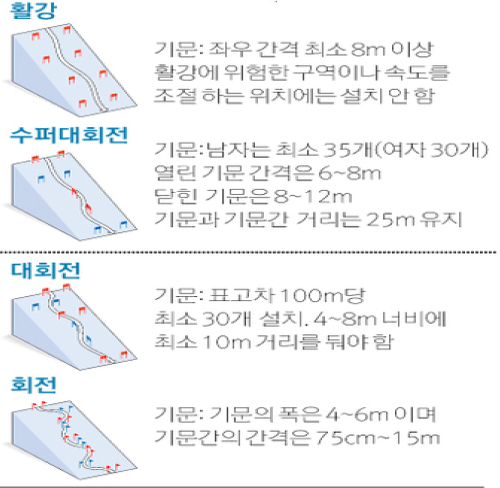 활강
기문: 좌우 간격 최소 8m 이상
활강에 위험한 구역이나 속도를
조절 하는 위치에는 설치 안 함
수퍼대회전
기문:남자는 최소 35개(여자 30개)
열린 기문 간격은 6~8m
닫힌 기문은 8~12m
기문과 기문간 거리는 25m 유지
대회전
기문: 표고차 100m당
최소 30개 설치. 4~8m 너비에
최소 10m 거리를 둬야 함
회전
기문: 기문의 폭은 4~6m 이며
기문간의 간격은 75cm~15m